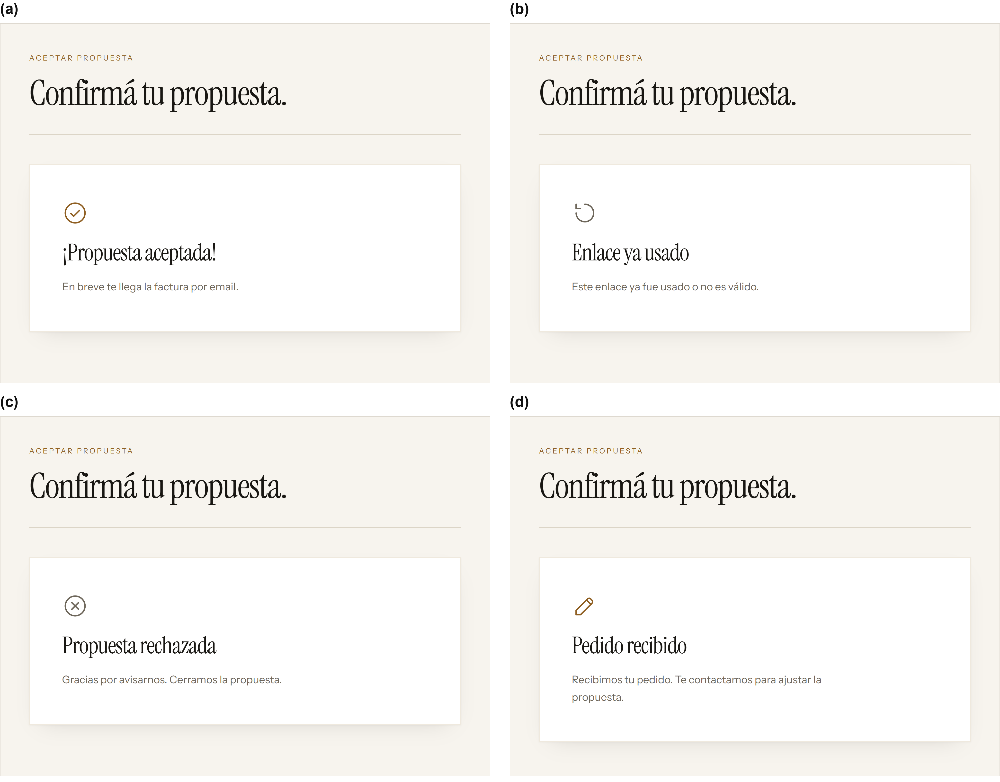 (a)
ACEPTAR PROPUESTA
Confirmá tu propuesta.
¡Propuesta aceptada!
En breve te llega la factura por email.
(b)
ACEPTAR PROPUESTA
Confirmá tu propuesta.
Enlace ya usado
Este enlace ya fue usado o no es válido.
(c)
ACEPTAR PROPUESTA
Confirmá tu propuesta.
Propuesta rechazada
Gracias por avisarnos. Cerramos la propuesta.
(d)
ACEPTAR PROPUESTA
Confirmá tu propuesta.
Pedido recibido
Recibimos tu pedido. Te contactamos para ajustar la
propuesta.